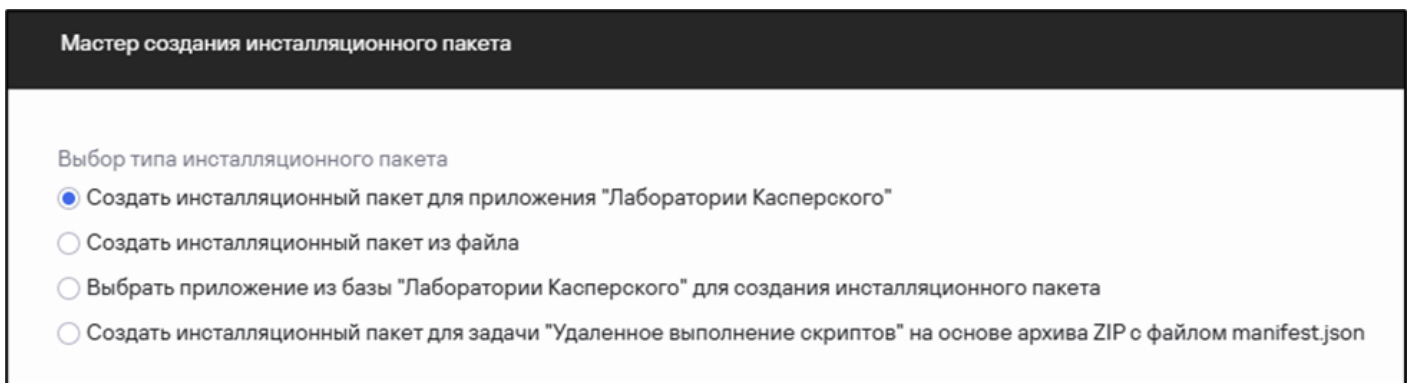 Мастер создания инсталляционного пакета
Выбор типа инсталляционного пакета
Создать инсталляционный пакет для приложения "Лаборатории Касперского"
Создать инсталляционный пакет из файла
Выбрать приложение из базы "Лаборатории Касперского" для создания инсталляционного пакета
Создать инсталляционный пакет для задачи "Удаленное выполнение скриптов" на основе архива ZIP с файлом manifest.json